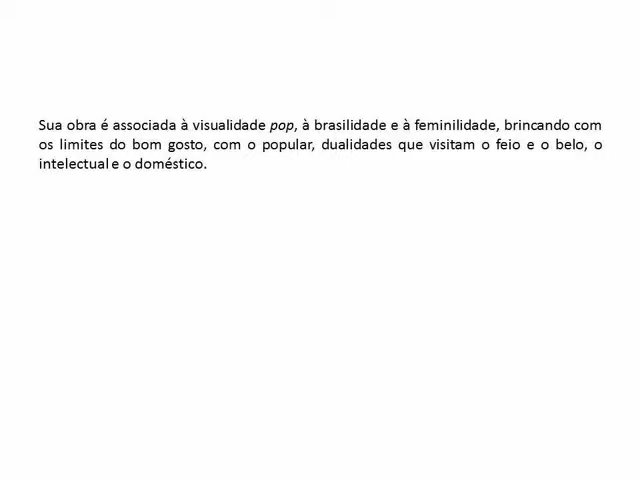 Sua obra é associada à visualidade pop, à brasilidade e à feminilidade, brincando com
os limites do bom gosto, com o popular, dualidades que visitam o feio e o belo, o
intelectual e o doméstico.